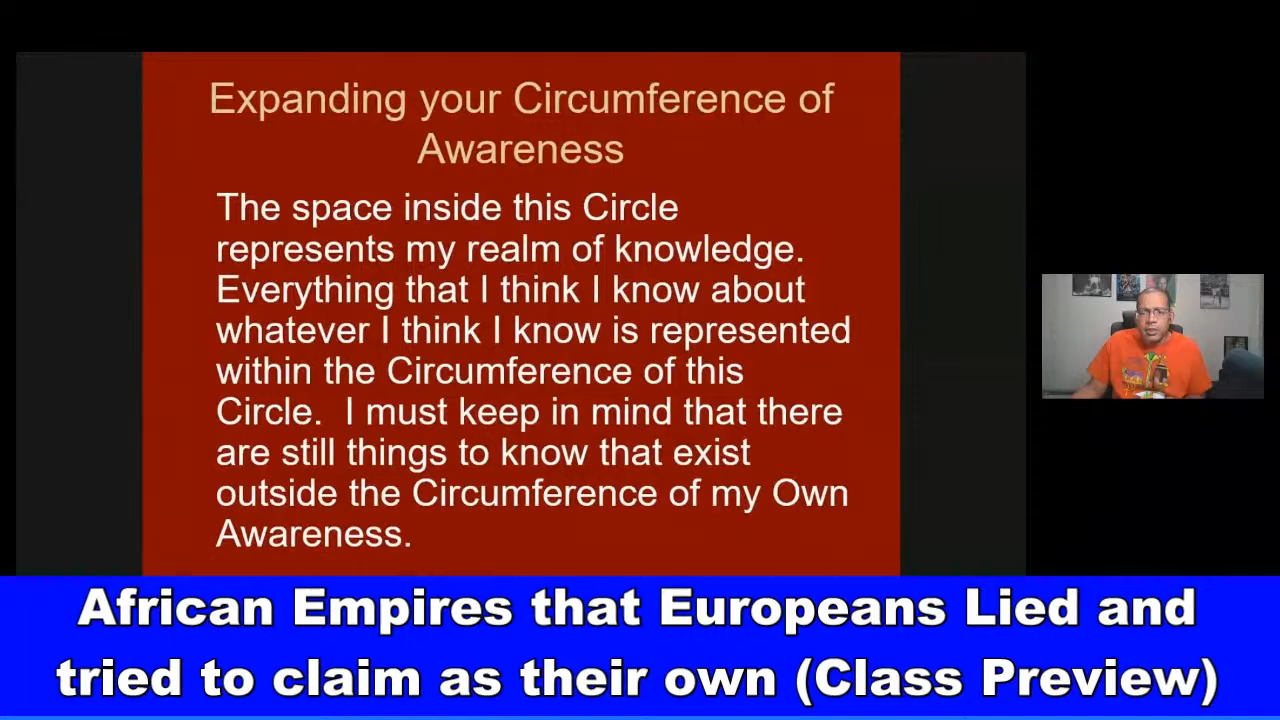 Expanding your Circumference of
Awareness
The space inside this Circle
represents my realm of knowledge.
Everything that I think I know about
whatever I think I know is represented
within the Circumference of this
Circle.  I must keep in mind that there
are still things to know that exist
outside the Circumference of my Own
Awareness.
African Empires that Europeans Lied and
tried to claim as their own (Class Preview)